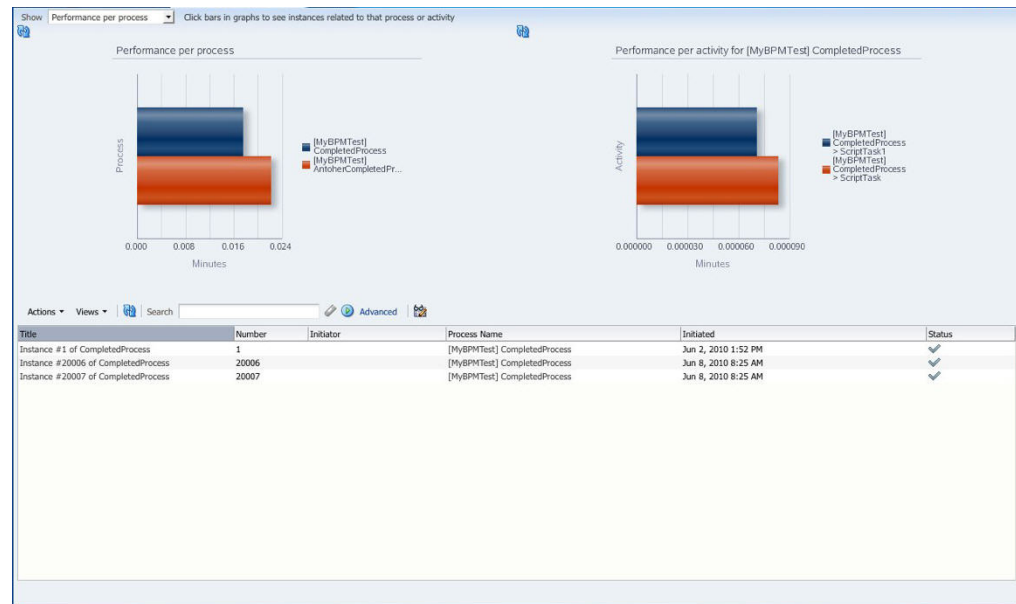 Show Performance per process Click bars in graphs to see instances related to that process or activity
Performance per process
Process
[MyBPMTest]
CompletedProcess
[MyBPMTest]
AntoherCompletedPr...
0.000 0.008 0.016 0.024
Minutes
Performance per activity for [MyBPMTest] CompletedProcess
Activity
[MyBPMTest]
CompletedProcess
> ScriptTask1
[MyBPMTest]
CompletedProcess
> ScriptTask
0.000000 0.000030 0.000060 0.000090
Minutes
Actions Views Search Advanced
Title Number Initiator Process Name Initiated Status
Instance #1 of CompletedProcess 1 [MyBPMTest] CompletedProcess Jun 2, 2010 1:52 PM
Instance #20006 of CompletedProcess 20006 [MyBPMTest] CompletedProcess Jun 8, 2010 8:25 AM
Instance #20007 of CompletedProcess 20007 [MyBPMTest] CompletedProcess Jun 8, 2010 8:25 AM